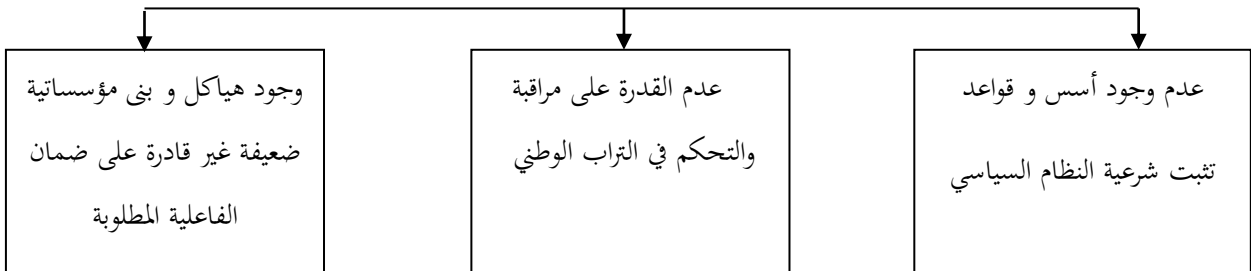 عدم وجود أسس و قواعد
تثبت شرعية النظام السياسي
عدم القدرة على مراقبة
والتحكم في التراب الوطني
وجود هياكل و بنى مؤسساتية
ضعيفة غير قادرة على ضمان
الفاعلية المطلوبة